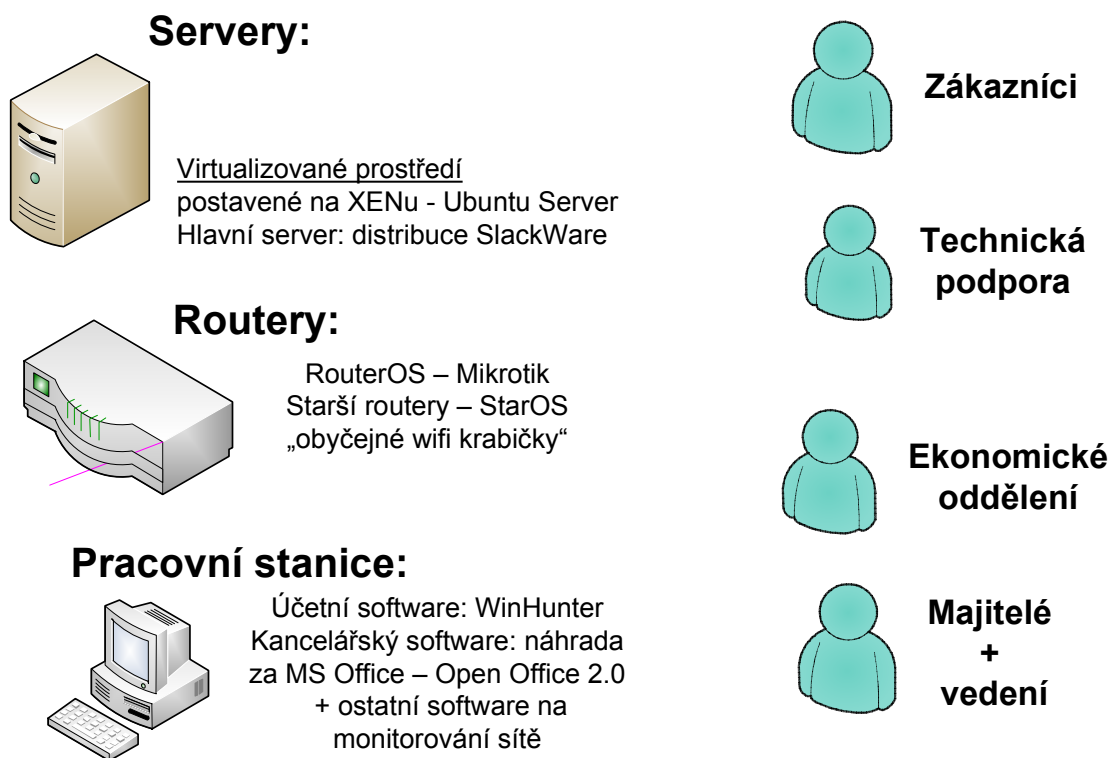 Servery:
Virtualizované prostředí
postavené na XENu - Ubuntu Server
Hlavní server: distribuce SlackWare
Routery:
RouterOS – Mikrotik
Starší routery – StarOS
„obyčejné wifi krabičky“
Pracovní stanice:
Účetní software: WinHunter
Kancelářský software: náhrada
za MS Office – Open Office 2.0
+ ostatní software na
monitorování sítě
Zákazníci
Technická
podpora
Ekonomické
oddělení
Majitelé
+
vedení